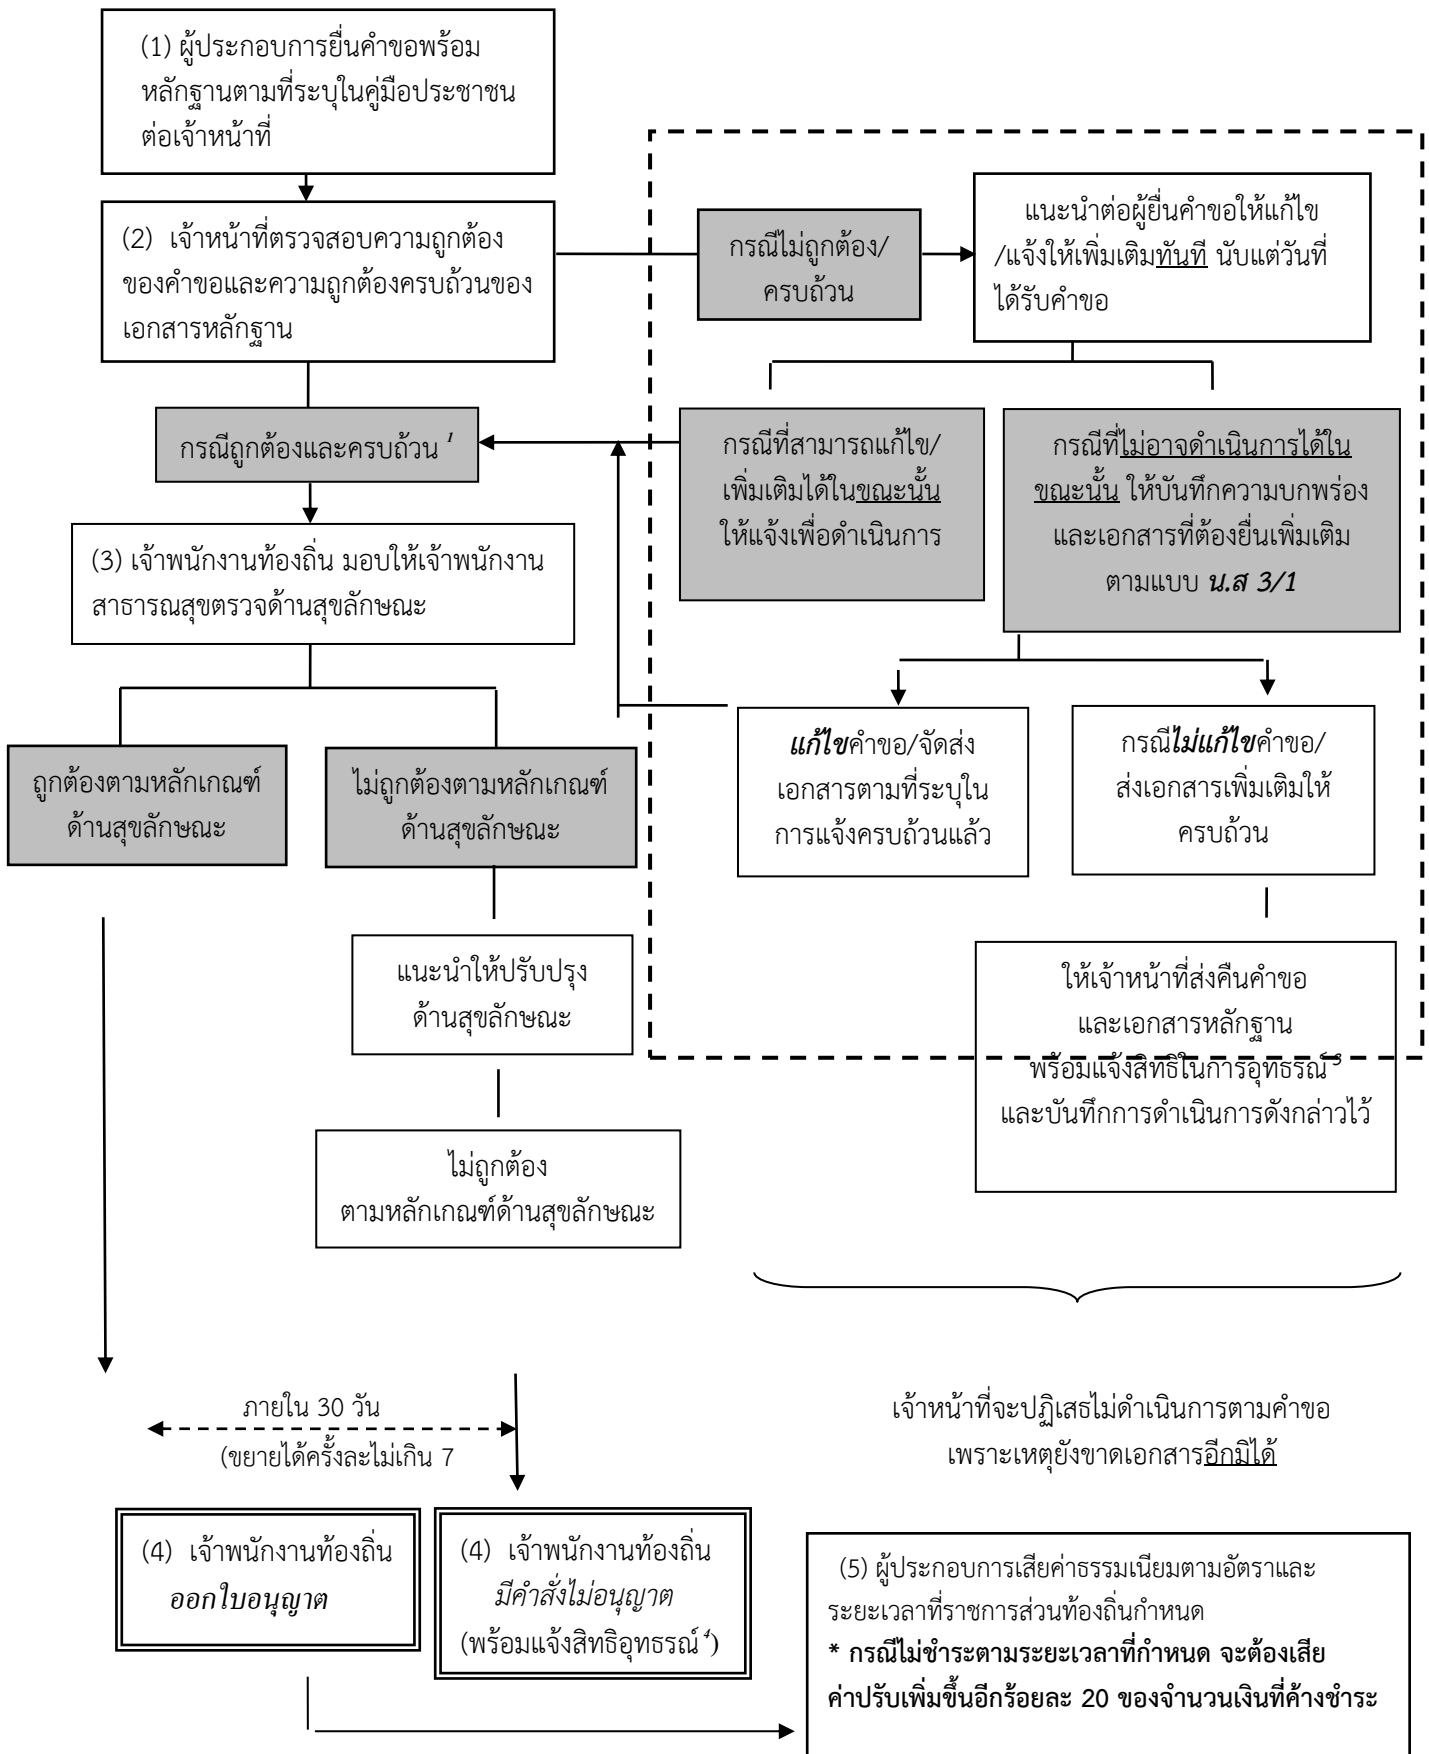 (1) ผู้ประกอบการยื่นคำขอพร้อม
หลักฐานตามที่ระบุในคู่มือประชาชน
ต่อเจ้าหน้าที่
(2) เจ้าหน้าที่ตรวจสอบความถูกต้อง
ของคำขอและความถูกต้องครบถ้วนของ
เอกสารหลักฐาน
กรณีไม่ถูกต้อง/
ครบถ้วน
แนะนำต่อผู้ยื่นคำขอให้แก้ไข
/แจ้งให้เพิ่มเติมทันที นับแต่วันที่
ได้รับคำขอ
กรณีถูกต้องและครบถ้วน 1
กรณีที่สามารถแก้ไข/
เพิ่มเติมได้ในขณะนั้น
ให้แจ้งเพื่อดำเนินการ
กรณีที่ไม่อาจดำเนินการได้ใน
ขณะนั้น ให้บันทึกความบกพร่อง
และเอกสารที่ต้องยื่นเพิ่มเติม
ตามแบบ น.ส 3/1
(3) เจ้าพนักงานท้องถิ่น มอบให้เจ้าพนักงาน
สาธารณสุขตรวจด้านสุขลักษณะ
แก้ไขคำขอ/จัดส่ง
เอกสารตามที่ระบุใน
การแจ้งครบถ้วนแล้ว
กรณีไม่แก้ไขคำขอ/
ส่งเอกสารเพิ่มเติมให้
ครบถ้วน
ถูกต้องตามหลักเกณฑ์
ด้านสุขลักษณะ
ไม่ถูกต้องตามหลักเกณฑ์
ด้านสุขลักษณะ
แนะนำให้ปรับปรุง
ด้านสุขลักษณะ
ให้เจ้าหน้าที่ส่งคืนคำขอ
และเอกสารหลักฐาน
พร้อมแจ้งสิทธิในการอุทธรณ์ 3
และบันทึกการดำเนินการดังกล่าวไว้
ไม่ถูกต้อง
ตามหลักเกณฑ์ด้านสุขลักษณะ
ภายใน 30 วัน
(ขยายได้ครั้งละไม่เกิน 7
เจ้าหน้าที่จะปฏิเสธไม่ดำเนินการตามคำขอ
เพราะเหตุยังขาดเอกสารอีกมิได้
(4) เจ้าพนักงานท้องถิ่น
ออกใบอนุญาต
(4) เจ้าพนักงานท้องถิ่น
มีคำสั่งไม่อนุญาต
(พร้อมแจ้งสิทธิอุทธรณ์ 4)
(5) ผู้ประกอบการเสียค่าธรรมเนียมตามอัตราและ
ระยะเวลาที่ราชการส่วนท้องถิ่นกำหนด
* กรณีไม่ชำระตามระยะเวลาที่กำหนด จะต้องเสีย
ค่าปรับเพิ่มขึ้นอีกร้อยละ 20 ของจำนวนเงินที่ค้างชำระ